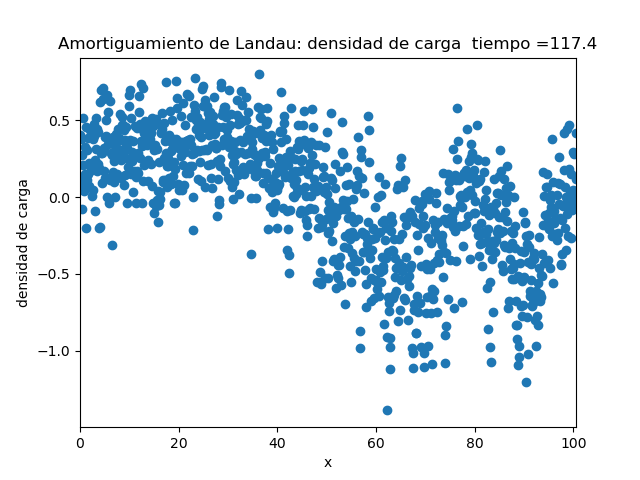 Amortiguamiento de Landau: densidad de carga  tiempo =117.4
densidad de carga
0.5
0.0
−0.5
−1.0
0 20 40 60 80 100
x